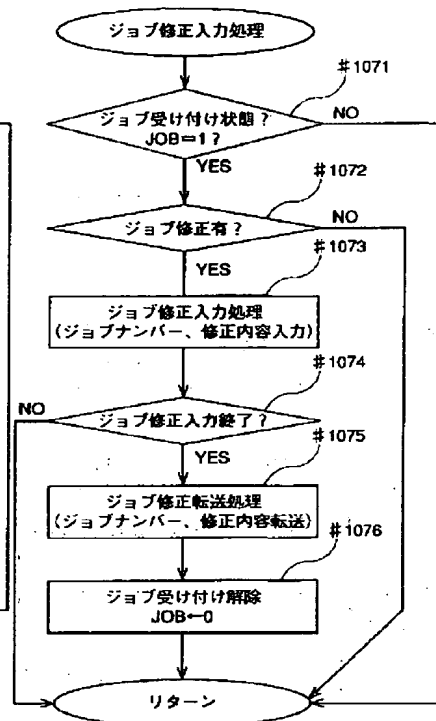 ジョブ修正入力処理
#1071
ジョブ受け付け状態?
JOB=1?
NO
YES
#1072
ジョブ修正有?
NO
YES
#1073
ジョブ修正入力処理
(ジョブナンバー、修正内容入力)
#1074
NO
ジョブ修正入力終了?
YES
#1075
ジョブ修正転送処理
(ジョブナンバー、修正内容転送)
#1076
ジョブ受け付け解除
JOB←0
リターン